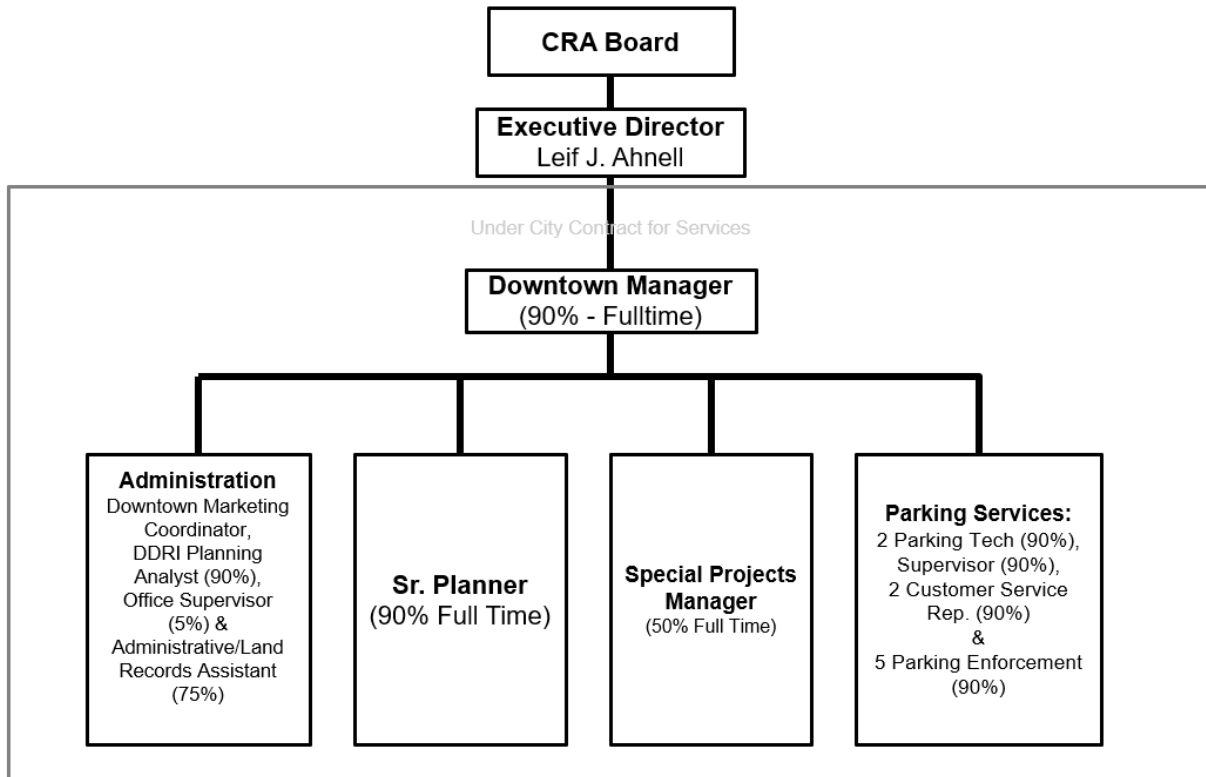 CRA Board
Executive Director
Leif J. Ahnell
Under City Contract for Services
Downtown Manager
(90% - Fulltime)
Administration
Downtown Marketing
Coordinator,
DDRI Planning
Analyst (90%),
Office Supervisor
(5%) &
Administrative/Land
Records Assistant
(75%)
Sr. Planner
(90% Full Time)
Special Projects
Manager
(50% Full Time)
Parking Services:
2 Parking Tech (90%),
Supervisor (90%),
2 Customer Service
Rep. (90%)
&
5 Parking Enforcement
(90%)